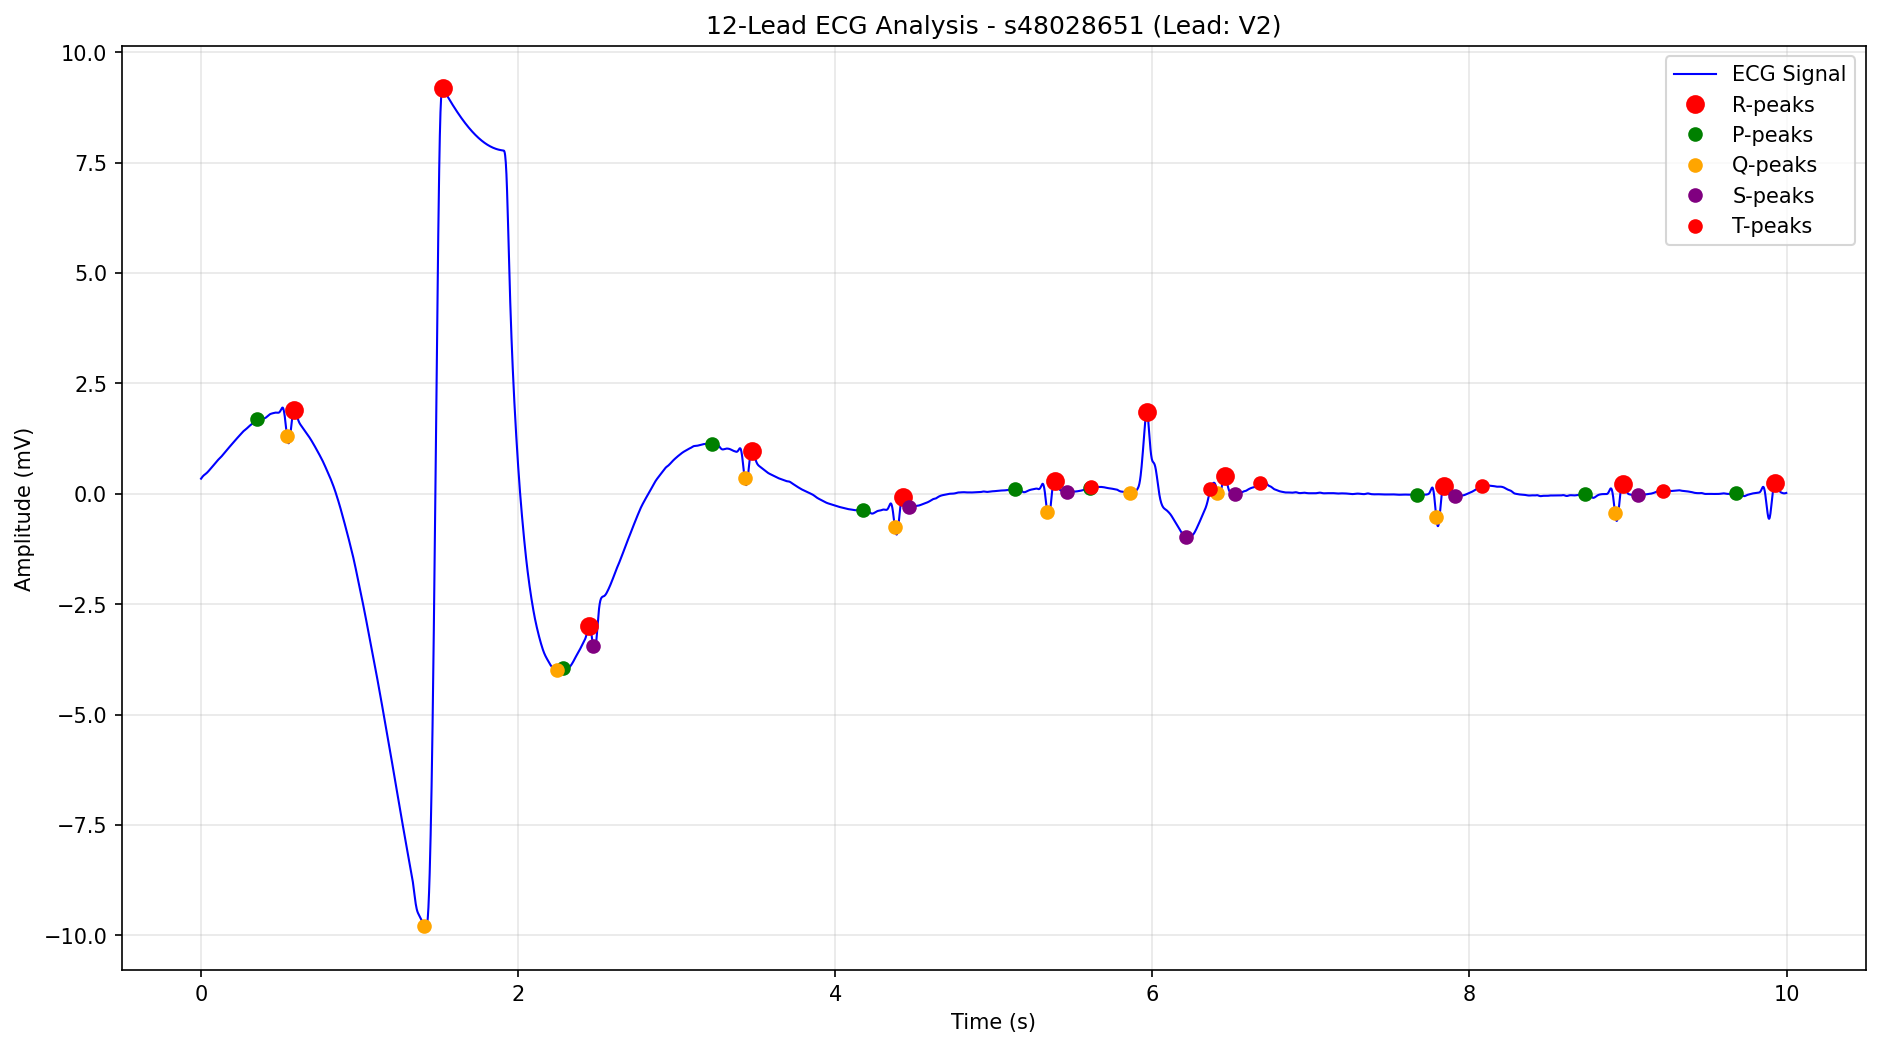 12-Lead ECG Analysis - s48028651 (Lead: V2)
ECG Signal
R-peaks
P-peaks
Q-peaks
S-peaks
T-peaks
Amplitude (mV)
10.0
7.5
5.0
2.5
0.0
−2.5
−5.0
−7.5
−10.0
0
2
4
6
8
10
Time (s)